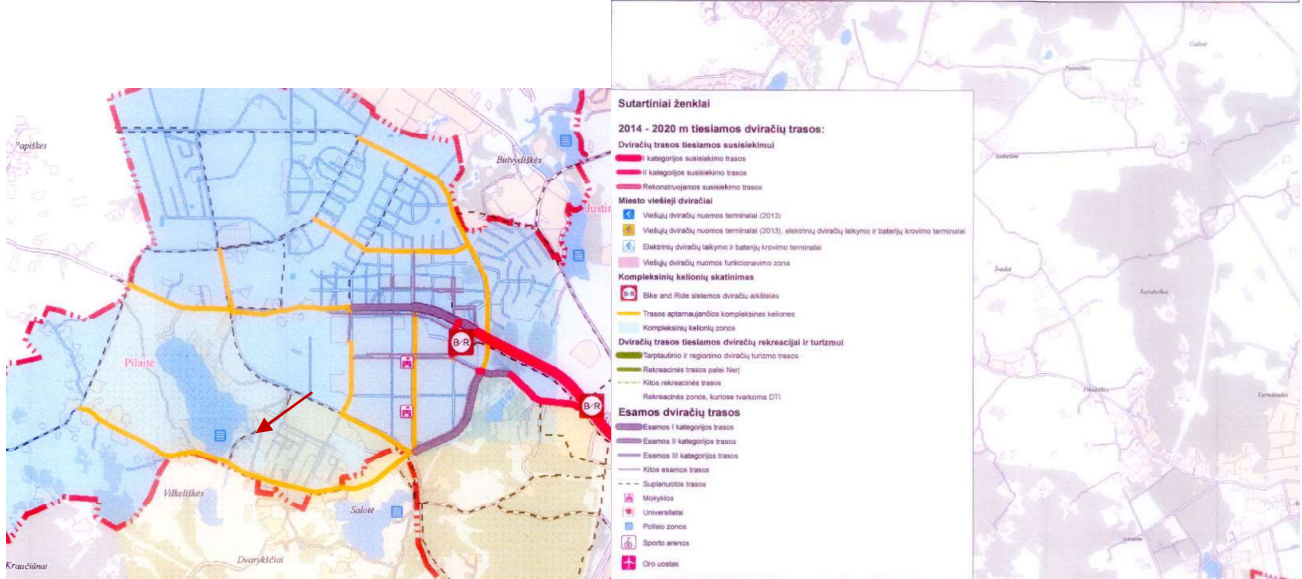 Papiškės
Buivydiškės
Justin
Pilaitė
B+R
B+R
Vilkeliškės
Salotė
Dvarykščiai
Kraučiūnai
Sutartiniai ženklai
2014 - 2020 m tiesiamos dviračių trasos:
Dviračių trasos tiesiamos susisiekimui
I kategorijos susisiekimo trasos
II kategorijos susisiekimo trasos
Rekonstruojamos susisiekimo trasos
Miesto viešieji dviračiai
Viešųjų dviračių nuomos terminalai (2013)
Viešųjų dviračių nuomos terminalai (2013), elektrinių dviračių laikymo ir baterijų krovimo terminalai
Elektrinių dviračių laikymo ir baterijų krovimo terminalai
Viešųjų dviračių nuomos funkcionavimo zona
Kompleksinių kelionių skatinimas
B+R Bike and Ride sistemos dviračių aikštelės
Trasos aptarnaujančios kompleksines keliones
Kompleksinių kelionių zonos
Dviračių trasos tiesiamos dviračių rekreacijai ir turizmui
Tarptautinio ir regioninio dviračių turizmo trasos
Rekreacinės trasos palei Nerį
Kitos rekreacinės trasos
Rekreacinės zonos, kuriose tvarkoma DTI
Esamos dviračių trasos
Esamos I kategorijos trasos
Esamos II kategorijos trasos
Esamos III kategorijos trasos
Kitos esamos trasos
Suplanuotos trasos
Mokyklos
Universitetai
Poilsio zonos
Sporto arenos
Oro uostas